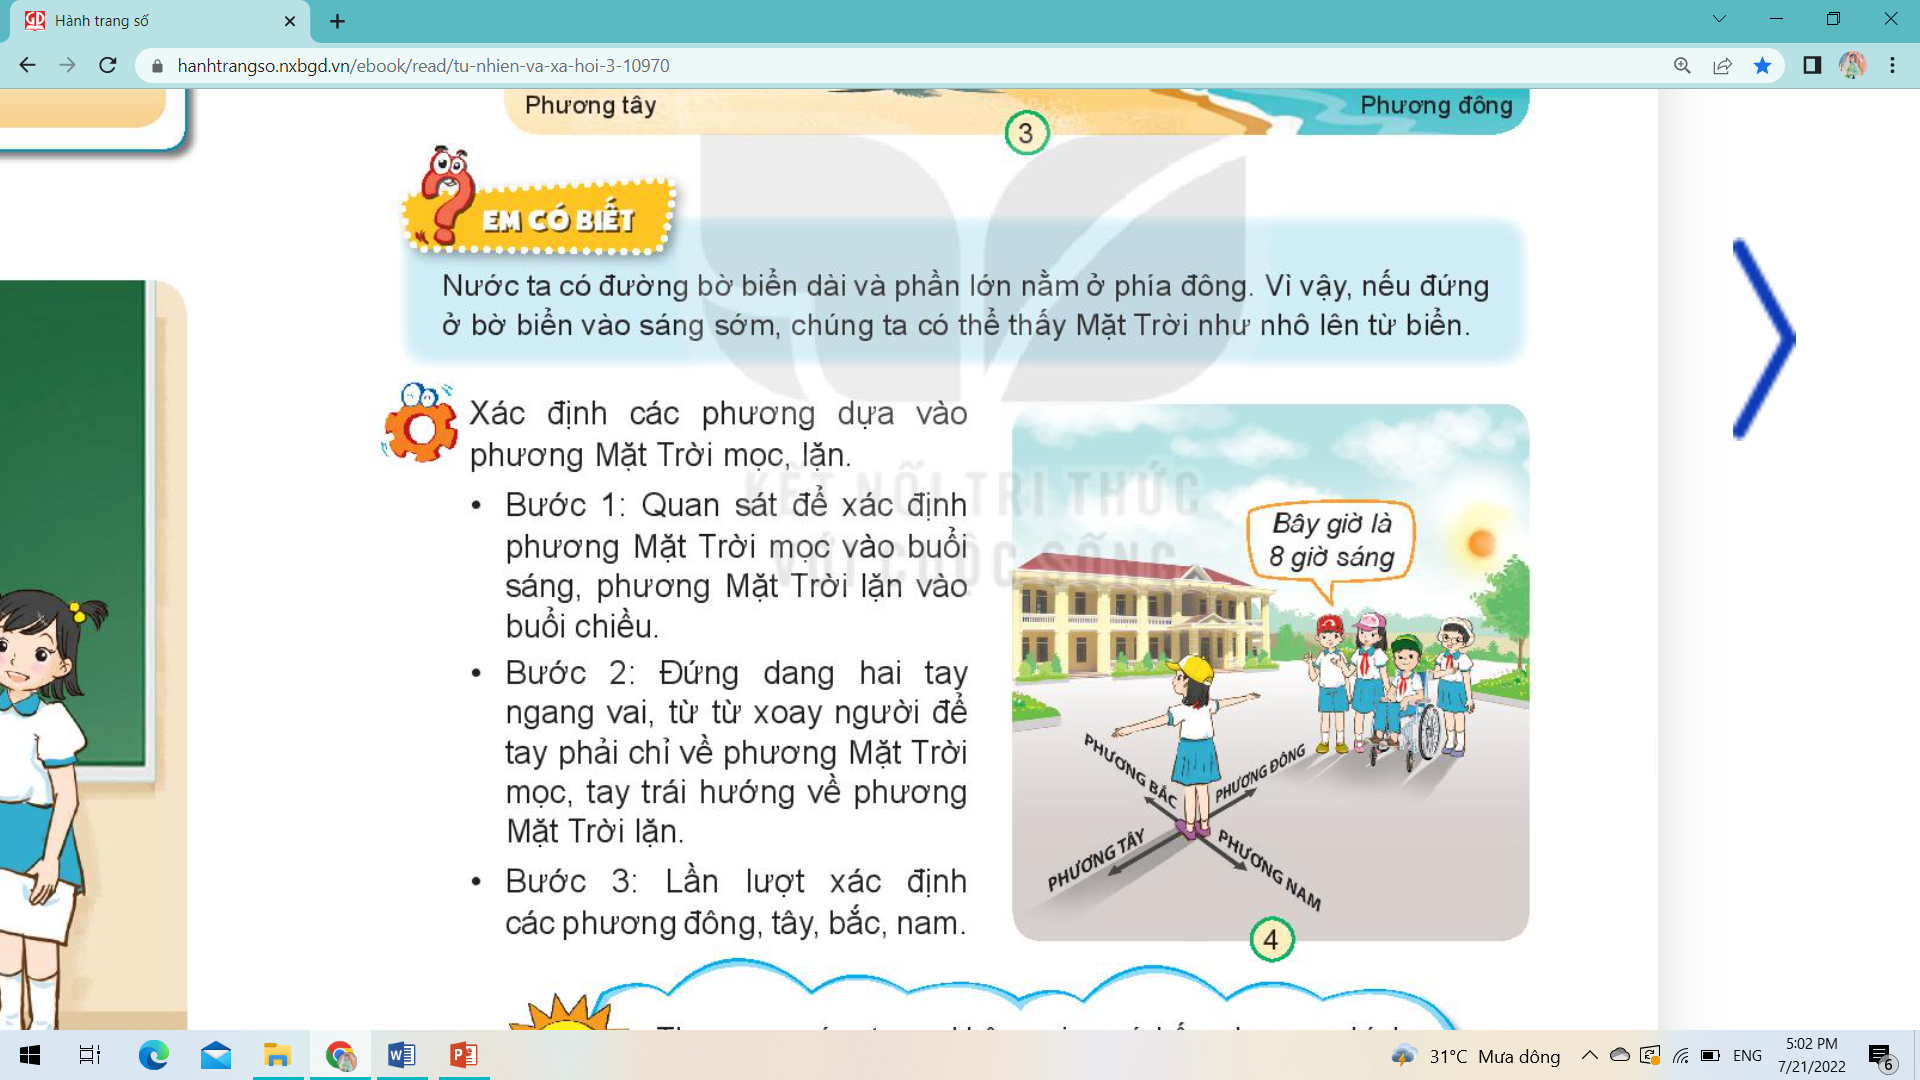 Hành trang số
hanhtrangso.nxbgd.vn/ebook/read/tu-nhien-va-xa-hoi-3-10970
Phương tây
Phương đông
3
EM CÓ BIẾT
Nước ta có đường bờ biển dài và phần lớn nằm ở phía đông. Vì vậy, nếu đứng
ở bờ biển vào sáng sớm, chúng ta có thể thấy Mặt Trời như nhô lên từ biển.
Xác định các phương dựa vào
phương Mặt Trời mọc, lặn.
• Bước 1: Quan sát để xác định
phương Mặt Trời mọc vào buổi
sáng, phương Mặt Trời lặn vào
buổi chiều.
• Bước 2: Đứng dang hai tay
ngang vai, từ từ xoay người để
tay phải chỉ về phương Mặt Trời
mọc, tay trái hướng về phương
Mặt Trời lặn.
• Bước 3: Lần lượt xác định
các phương đông, tây, bắc, nam.
KẾT NỐI TRI THỨC
VỚI CUỘC SỐNG
Bây giờ là
8 giờ sáng
PHƯƠNG BẮC
PHƯƠNG ĐÔNG
PHƯƠNG TÂY
PHƯƠNG NAM
4
31°C Mưa dông
ENG
5:02 PM
7/21/2022
6